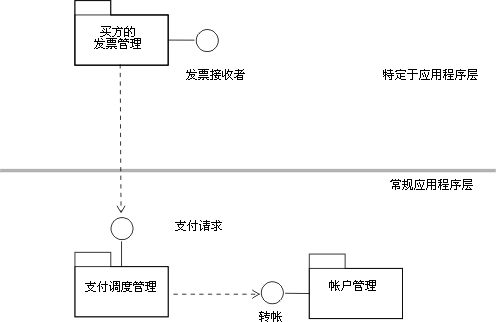 买方的
发票管理
发票接收者
特定于应用程序层
常规应用程序层
支付请求
支付调度管理
帐户管理
转帐